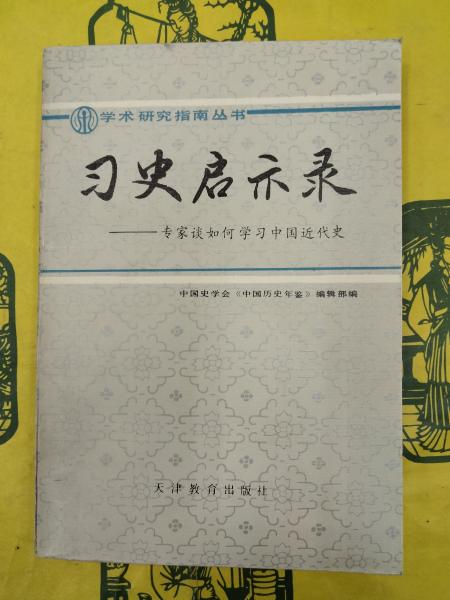 学术研究指南丛书
习史启示录
——专家谈如何学习中国近代史
中国史学会《中国历史年鉴》编辑部编
天津教育出版社